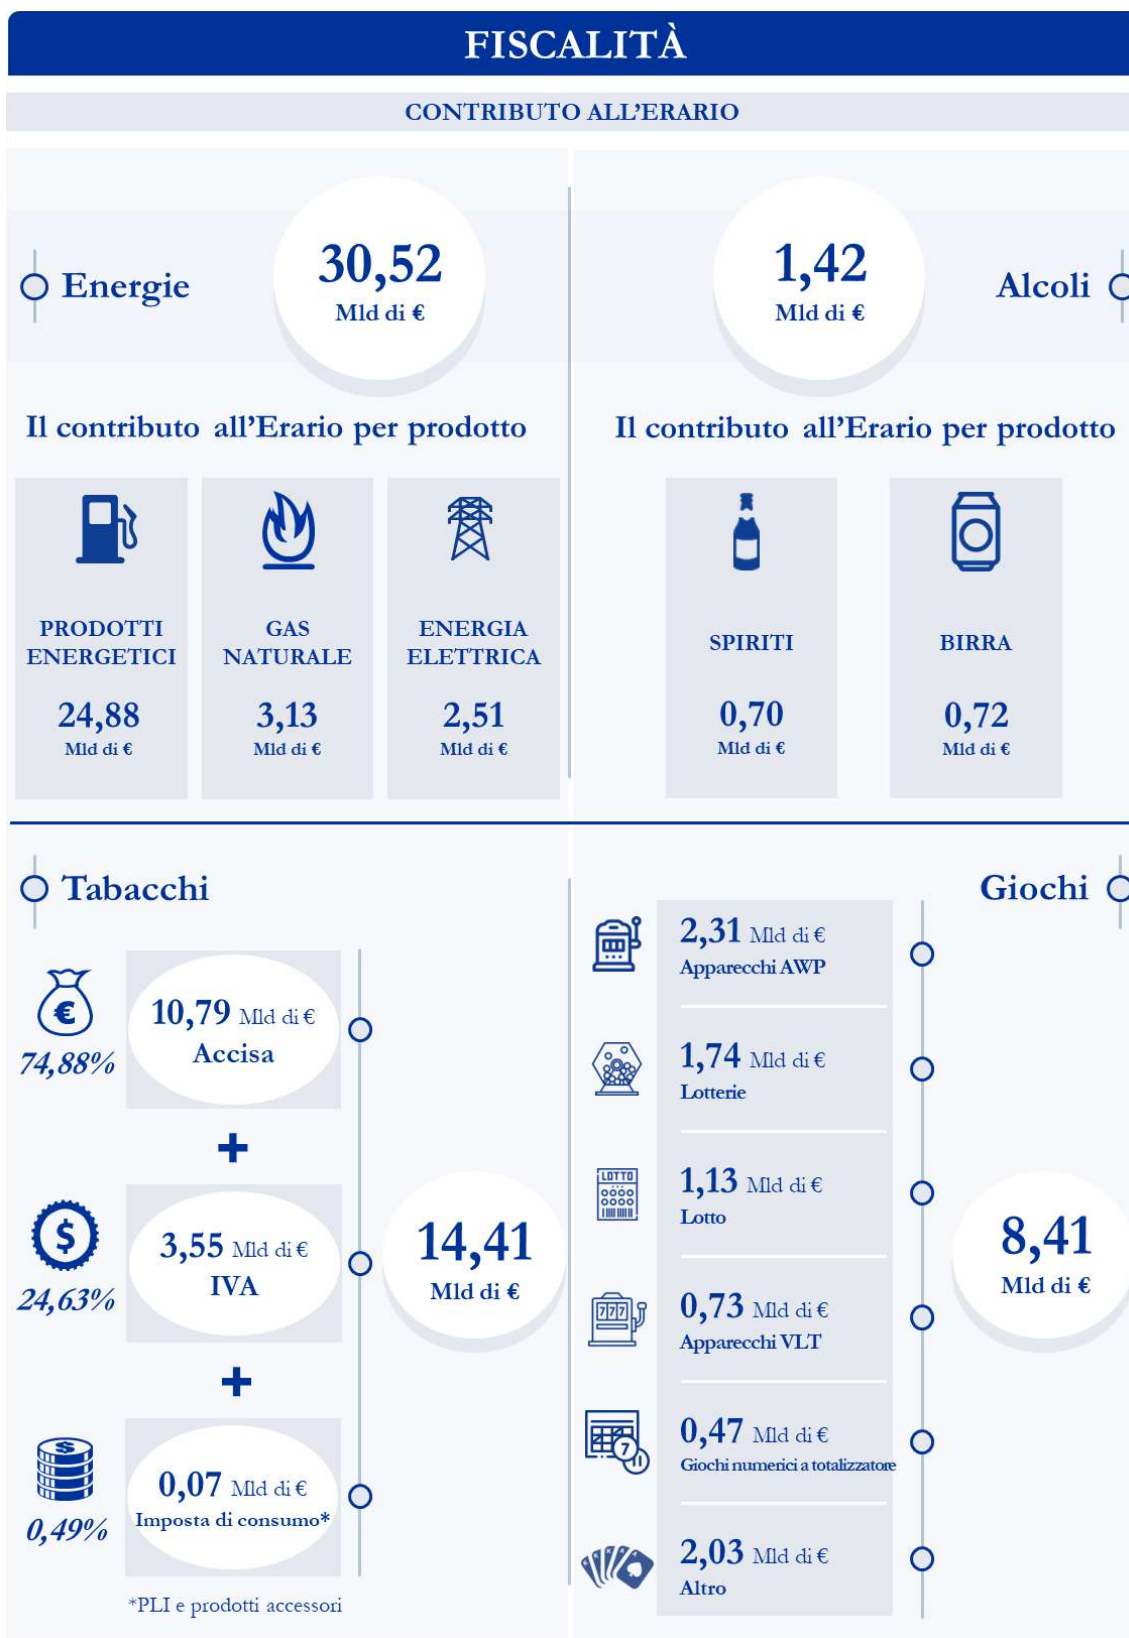 FISCALITÀ
CONTRIBUTO ALL'ERARIO
Energie
30,52
Mld di €
Il contributo all'Erario per prodotto
PRODOTTI
ENERGETICI
24,88
Mld di €
GAS
NATURALE
3,13
Mld di €
ENERGIA
ELETTRICA
2,51
Mld di €
1,42
Mld di €
Alcoli
Il contributo all'Erario per prodotto
SPIRITI
0,70
Mld di €
BIRRA
0,72
Mld di €
Tabacchi
€
74,88%
10,79 Mld di €
Accisa
+
$
24,63%
3,55 Mld di €
IVA
+
$
0,49%
0,07 Mld di €
Imposta di consumo*
*PLI e prodotti accessori
14,41
Mld di €
Giochi
2,31 Mld di €
Apparecchi AWP
1,74 Mld di €
Lotterie
LOTTO
1,13 Mld di €
Lotto
777
0,73 Mld di €
Apparecchi VLT
7
11
0,47 Mld di €
Giochi numerici a totalizzatore
2,03 Mld di €
Altro
8,41
Mld di €